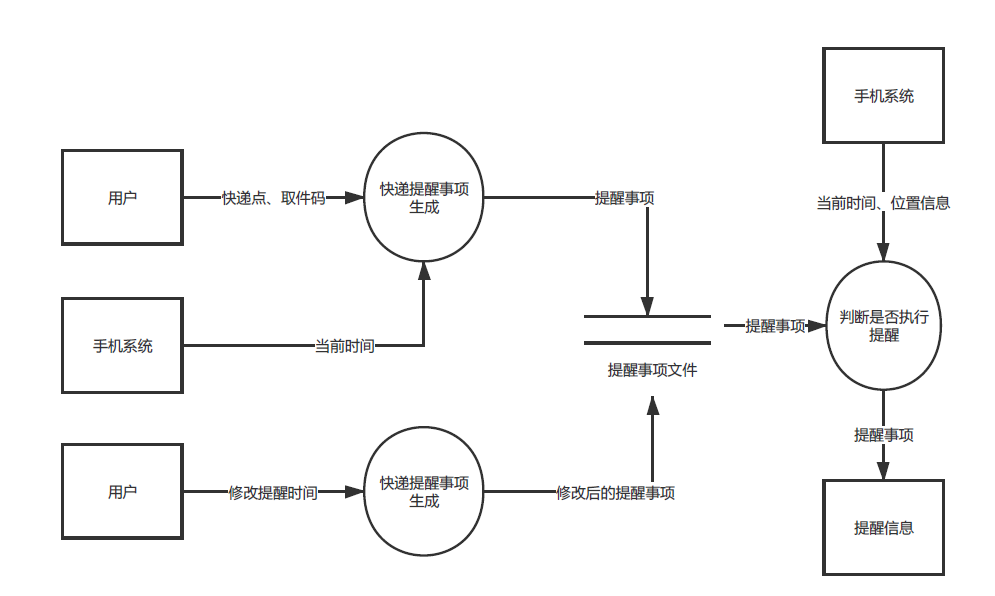 手机系统
用户
快递点、取件码
快递提醒事项
生成
提醒事项
当前时间、位置信息
手机系统
当前时间
提醒事项
判断是否执行
提醒
提醒事项文件
提醒事项
用户
修改提醒时间
快递提醒事项
生成
修改后的提醒事项
提醒信息